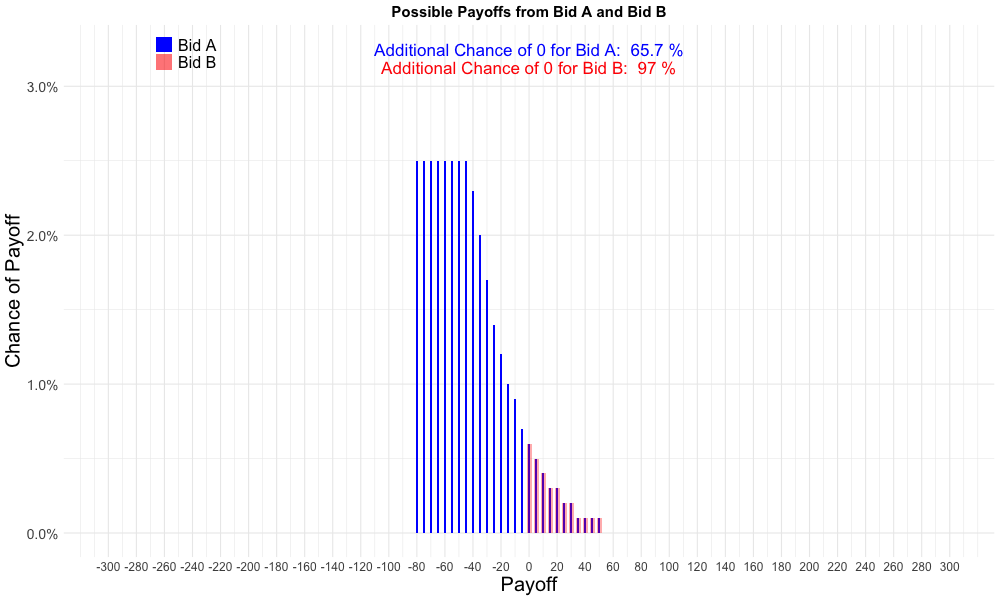 Possible Payoffs from Bid A and Bid B
Bid A
Bid B
Additional Chance of 0 for Bid A:  65.7 %
Additional Chance of 0 for Bid B:  97 %
Chance of Payoff
3.0%
2.0%
1.0%
0.0%
-300 -280 -260 -240 -220 -200 -180 -160 -140 -120 -100 -80 -60 -40 -20 0 20 40 60 80 100 120 140 160 180 200 220 240 260 280 300
Payoff